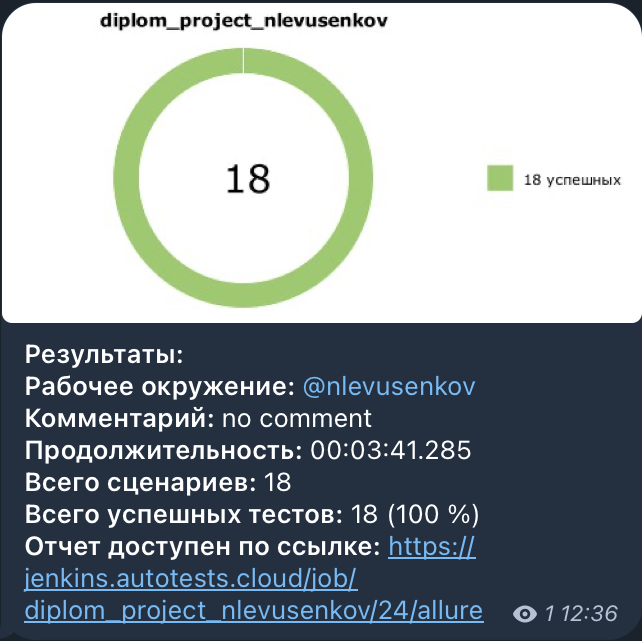 diplom_project_nlevusenkov
18
18 успешных
Результаты:
Рабочее окружение: @nlevusenkov
Комментарий: no comment
Продолжительность: 00:03:41.285
Всего сценариев: 18
Всего успешных тестов: 18 (100 %)
Отчет доступен по ссылке: https://
jenkins.autotests.cloud/job/
diplom_project_nlevusenkov/24/allure
1 12:36